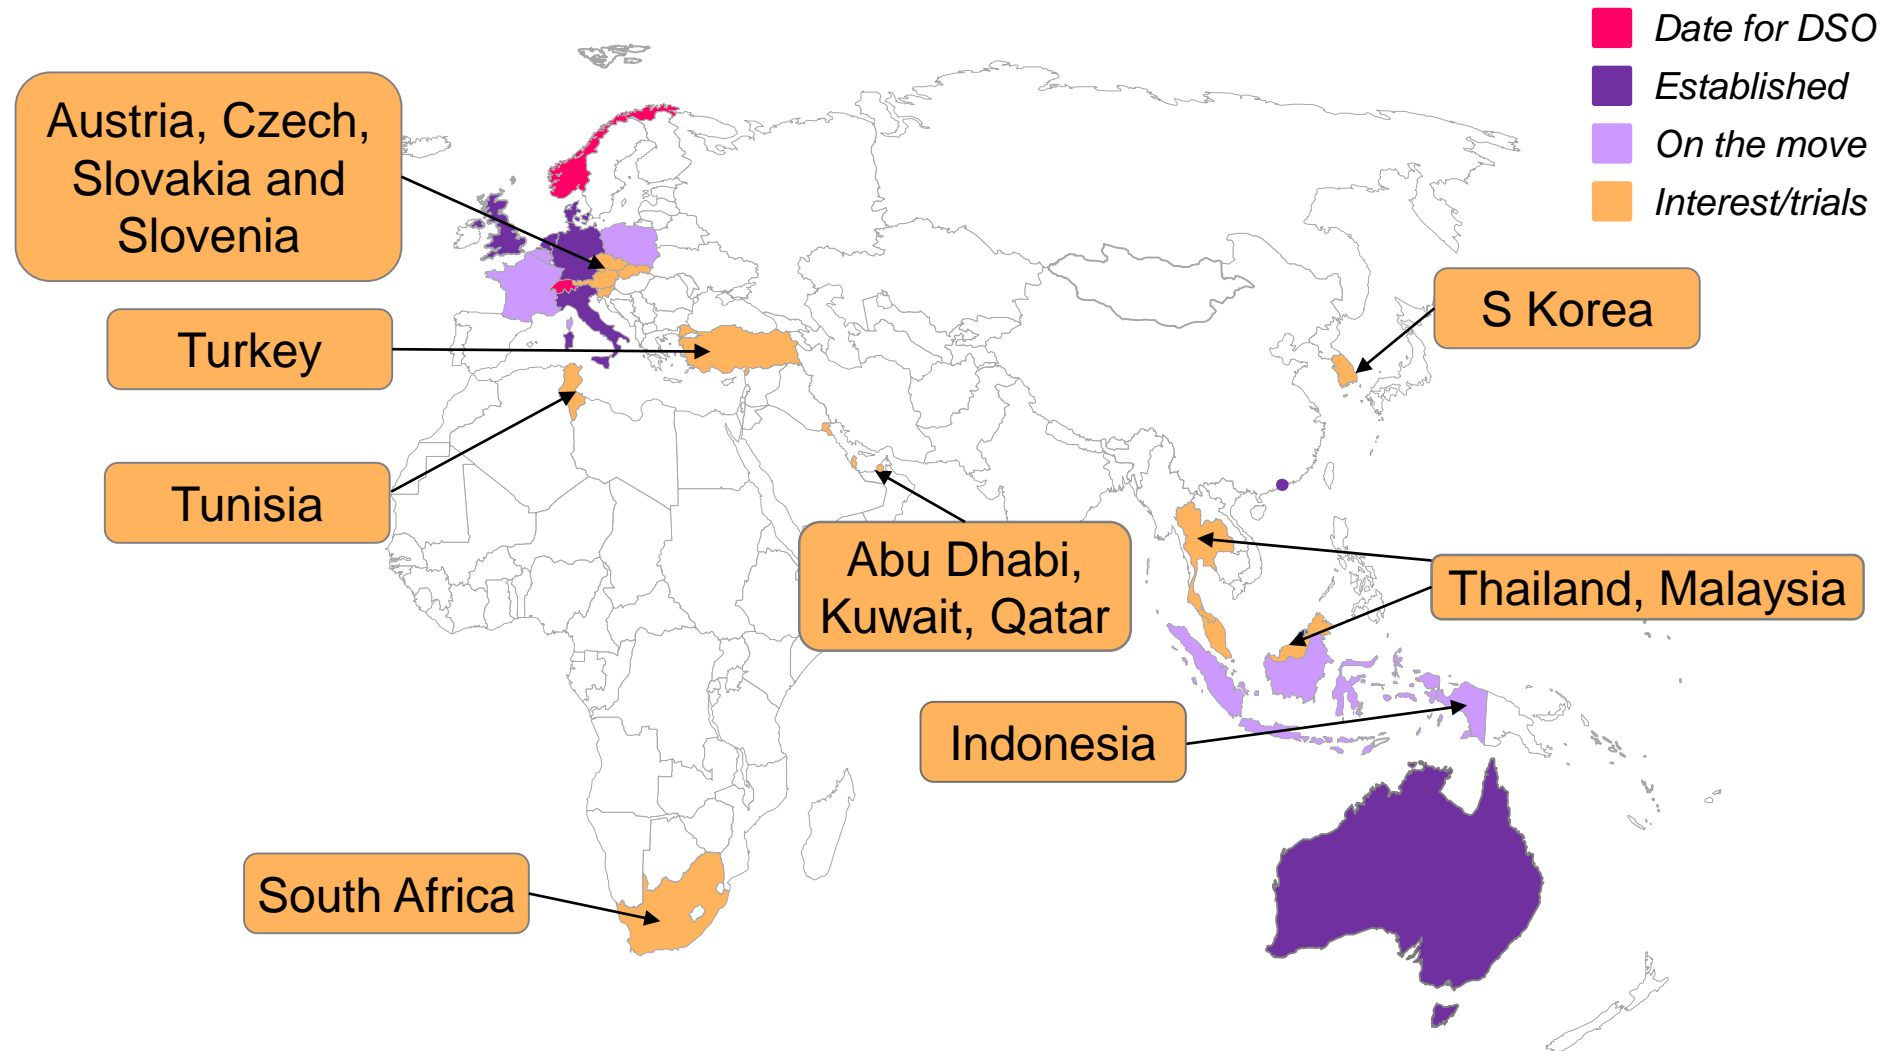 Date for DSO
Established
On the move
Interest/trials
Austria, Czech,
Slovakia and
Slovenia
Turkey
Tunisia
S Korea
Abu Dhabi,
Kuwait, Qatar
Thailand, Malaysia
Indonesia
South Africa